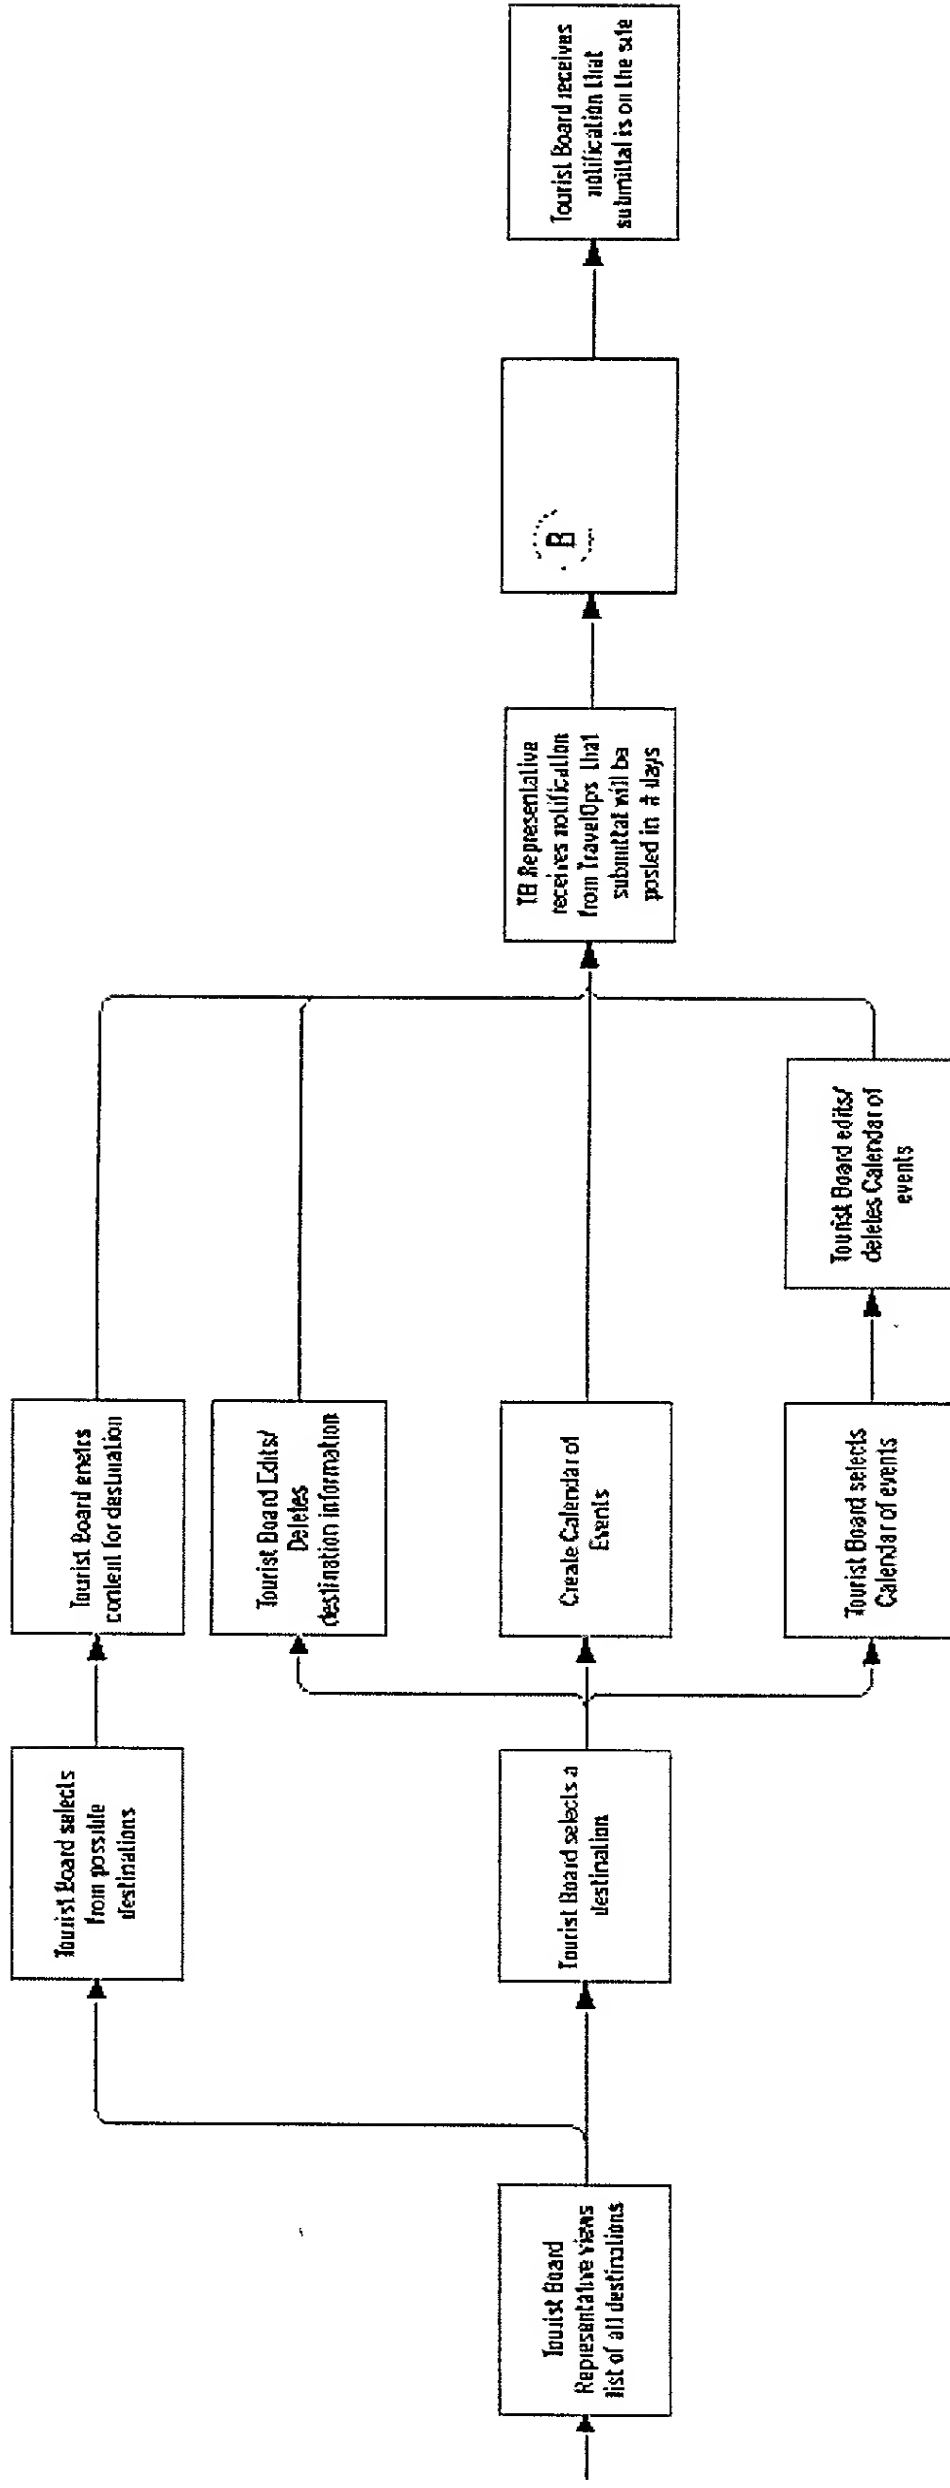 Tourist Board
Representative views
list of all destinations
Tourist Board selects
from possible
destinations
Tourist Board selects a
destination
Tourist Board eneters
content for destination
Tourist Board Edits/
Deletes
destination information
Create Calendar of
Events
Tourist Board selects
Calendar of events
Tourist Board edits/
deletes Calendar of
events
TB Representative
receives notification
from TravelOps that
submittal will be
posted in # days
B
Tourist Board receives
notification that
submittal is on the site